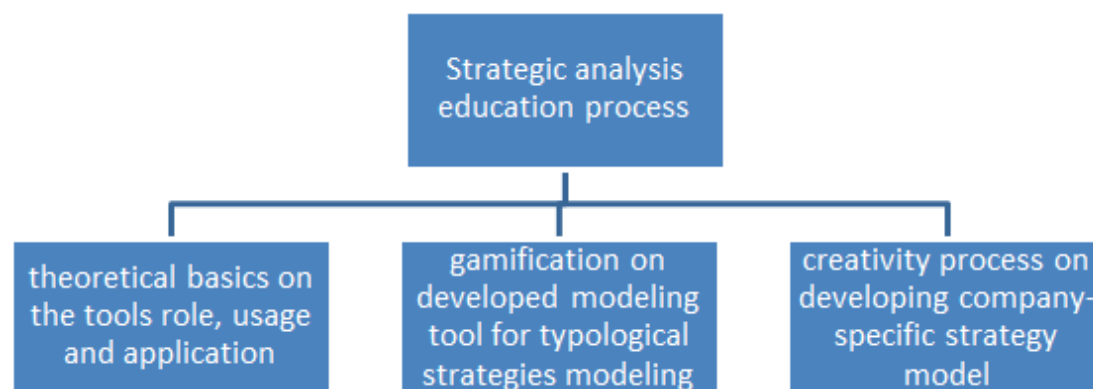 Strategic analysis
education process
theoretical basics on
the tools role, usage
and application
gamification on
developed modeling
tool for typological
strategies modeling
creativity process on
developing company-
specific strategy
model